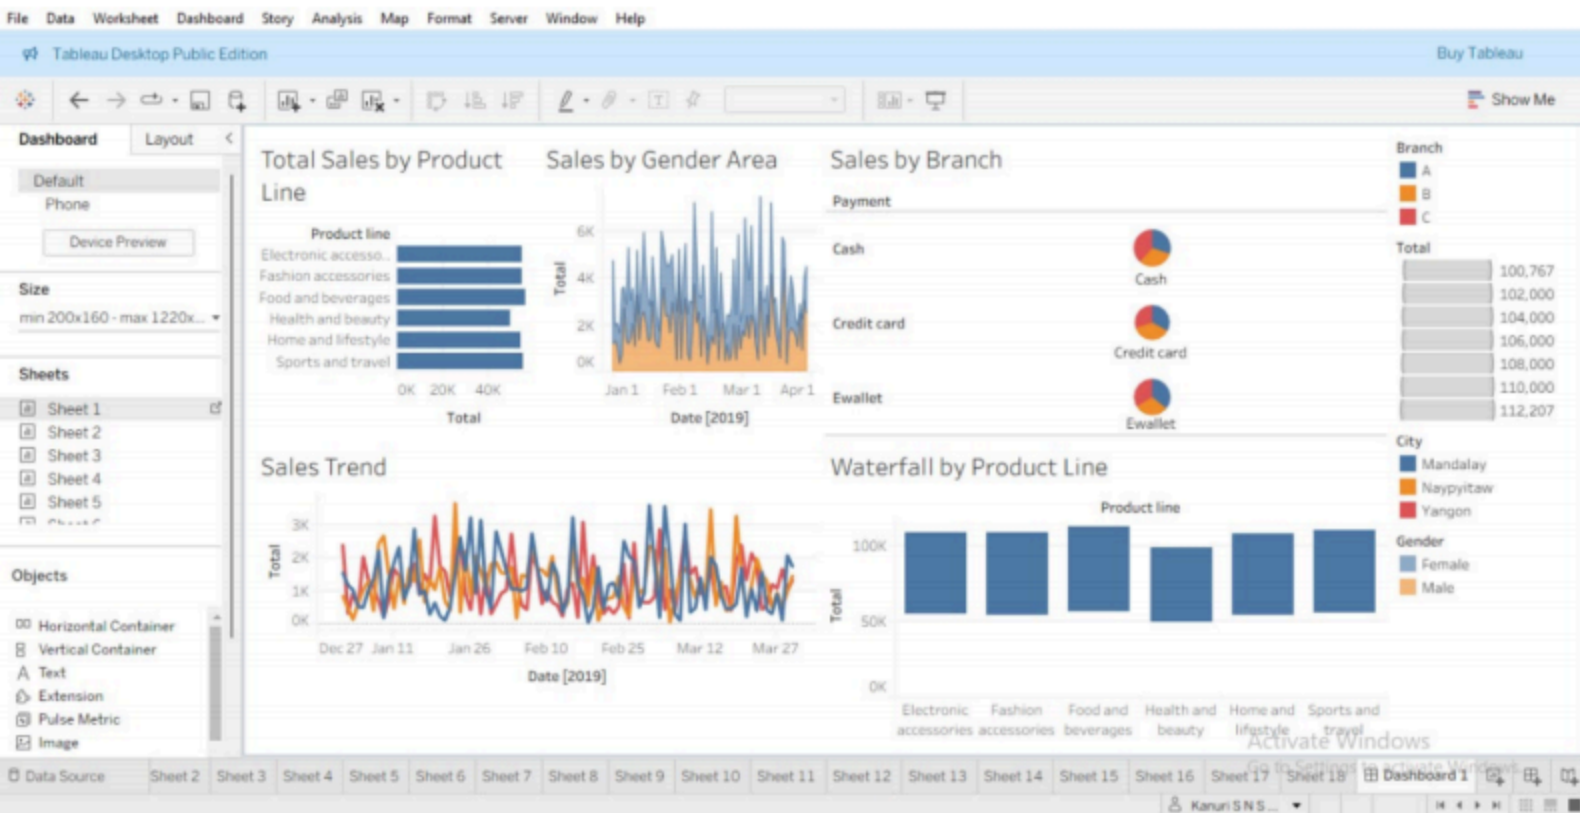 File Data Worksheet Dashboard Story Analysis Map Format Server Window Help
Tableau Desktop Public Edition
Buy Tableau
Show Me
Dashboard Layout
Default
Phone
Device Preview
Size
min 200x160 - max 1220x...
Sheets
Sheet 1
Sheet 2
Sheet 3
Sheet 4
Sheet 5
Objects
Horizontal Container
Vertical Container
Text
Extension
Pulse Metric
Image
Total Sales by Product
Line
Product line
Electronic accesso..
Fashion accessories
Food and beverages
Health and beauty
Home and lifestyle
Sports and travel
0K 20K 40K
Total
Sales by Gender Area
Total
6K
4K
2K
0K
Jan 1 Feb 1 Mar 1 Apr 1
Date [2019]
Sales by Branch
Payment
Cash
Cash
Credit card
Credit card
Ewallet
Ewallet
Sales Trend
Total
3K
2K
1K
0K
Dec 27 Jan 11 Jan 26 Feb 10 Feb 25 Mar 12 Mar 27
Date [2019]
Waterfall by Product Line
Product line
Total
100K
50K
0K
Electronic accessories
Fashion accessories
Food and beverages
Health and beauty
Home and lifestyle
Sports and travel
Branch
A
B
C
Total
100,767
102,000
104,000
106,000
108,000
110,000
112,207
City
Mandalay
Naypyitaw
Yangon
Gender
Female
Male
Activate Windows
Go to Settings to activate Windows.
Data Source Sheet 2 Sheet 3 Sheet 4 Sheet 5 Sheet 6 Sheet 7 Sheet 8 Sheet 9 Sheet 10 Sheet 11 Sheet 12 Sheet 13 Sheet 14 Sheet 15 Sheet 16 Sheet 17 Sheet 18 Dashboard 1
Kanuri S N S ...